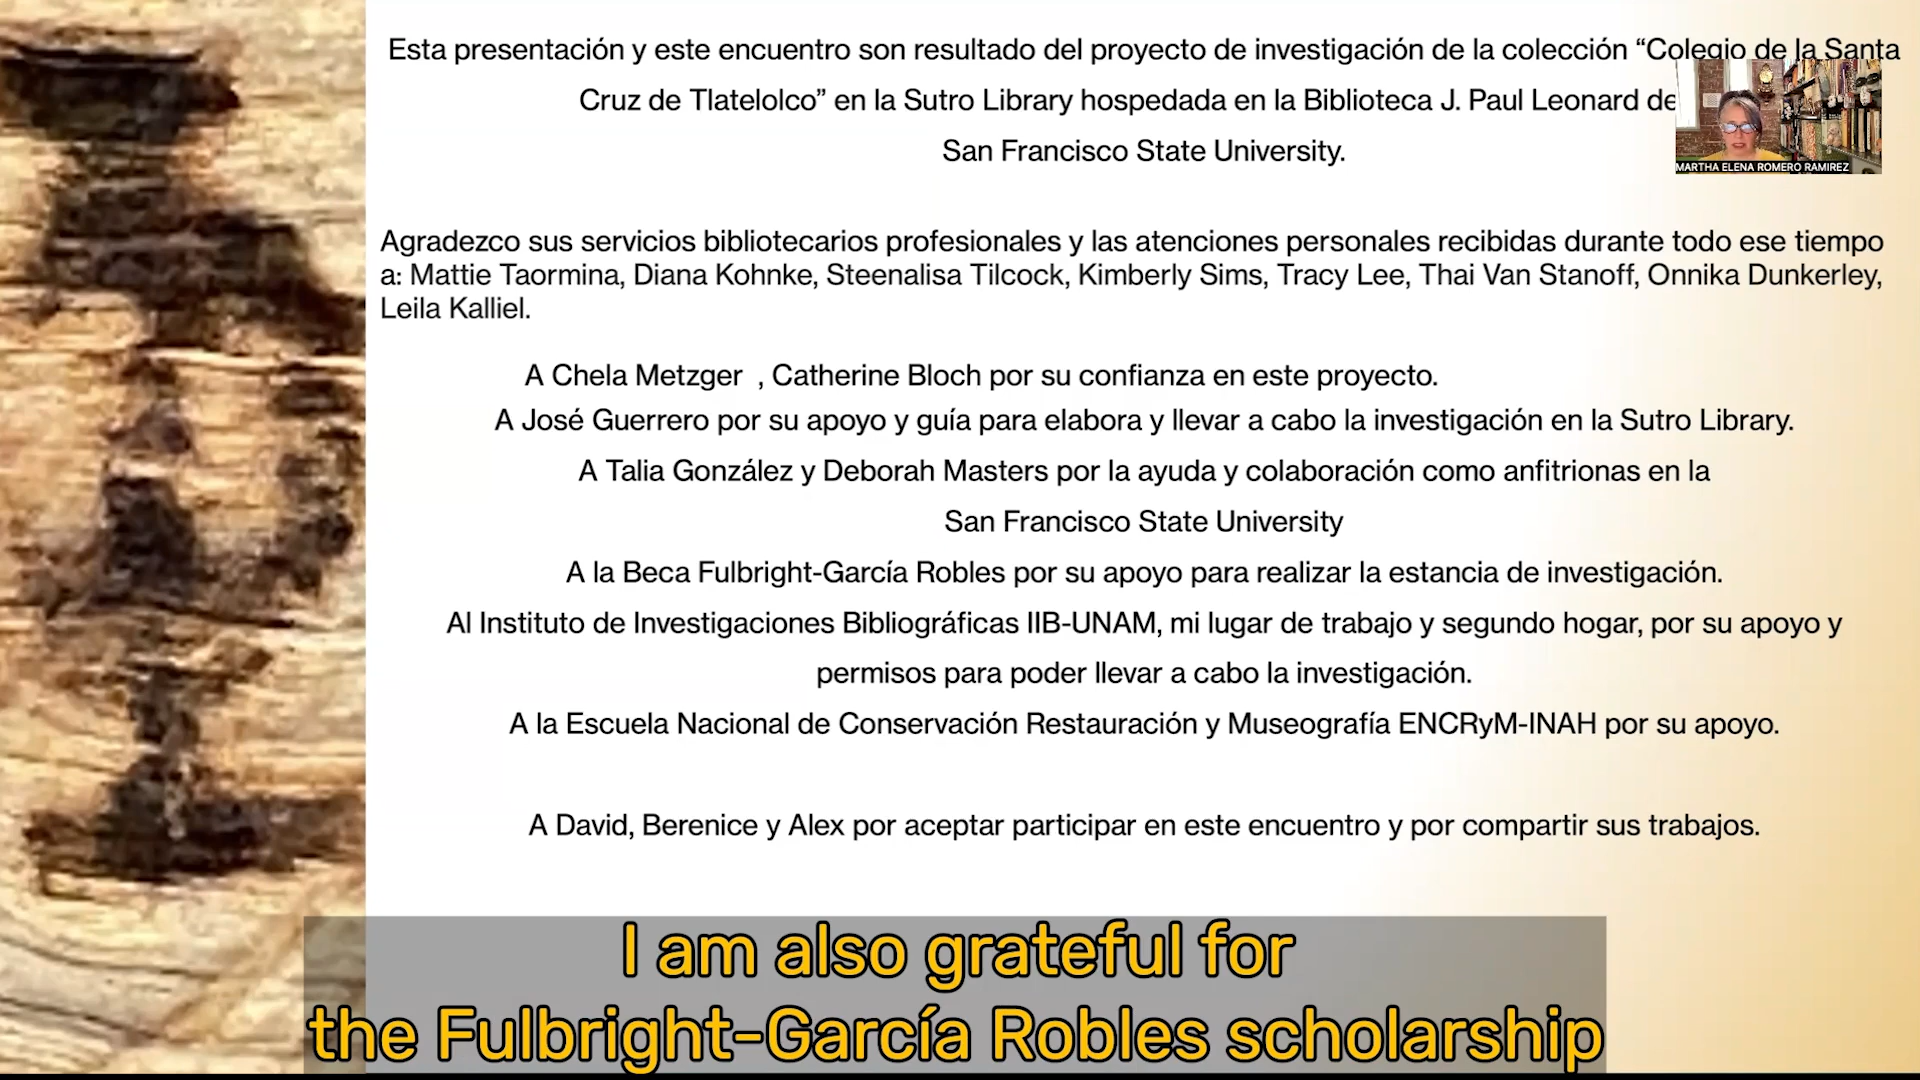 Esta presentación y este encuentro son resultado del proyecto de investigación de la colección “Colegio de la Santa
Cruz de Tlatelolco” en la Sutro Library hospedada en la Biblioteca J. Paul Leonard de
San Francisco State University.
MARTHA ELENA ROMERO RAMIREZ
Agradezco sus servicios bibliotecarios profesionales y las atenciones personales recibidas durante todo ese tiempo
a: Mattie Taormina, Diana Kohnke, Steenalisa Tilcock, Kimberly Sims, Tracy Lee, Thai Van Stanoff, Onnika Dunkerley,
Leila Kalliel.
A Chela Metzger , Catherine Bloch por su confianza en este proyecto.
A José Guerrero por su apoyo y guía para elabora y llevar a cabo la investigación en la Sutro Library.
A Talia González y Deborah Masters por la ayuda y colaboración como anfitrionas en la
San Francisco State University
A la Beca Fulbright-García Robles por su apoyo para realizar la estancia de investigación.
Al Instituto de Investigaciones Bibliográficas IIB-UNAM, mi lugar de trabajo y segundo hogar, por su apoyo y
permisos para poder llevar a cabo la investigación.
A la Escuela Nacional de Conservación Restauración y Museografía ENCRyM-INAH por su apoyo.
A David, Berenice y Alex por aceptar participar en este encuentro y por compartir sus trabajos.
I am also grateful for
the Fulbright-García Robles scholarship